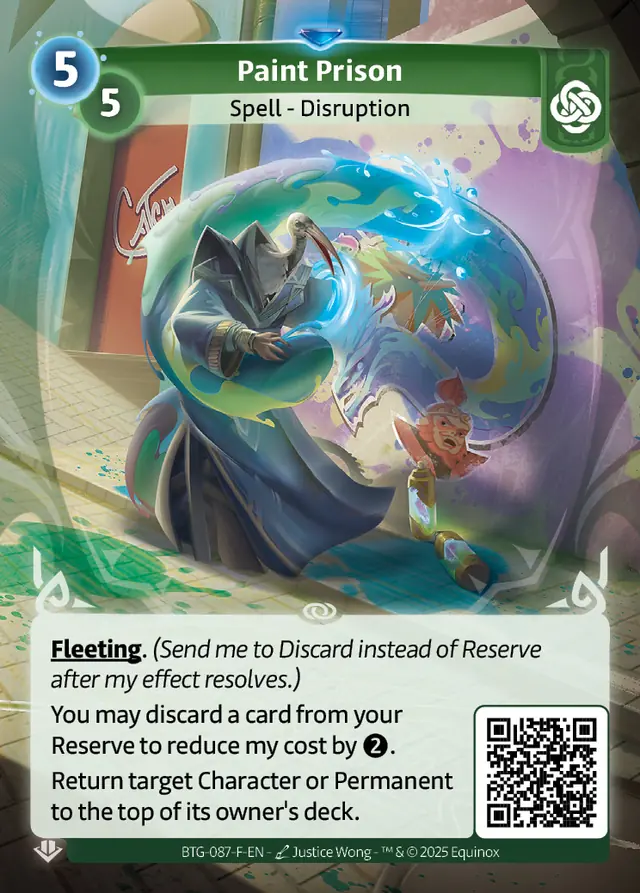 5
5
Paint Prison
Spell - Disruption
CATCH
Fleeting. (Send me to Discard instead of Reserve
after my effect resolves.)
You may discard a card from your
Reserve to reduce my cost by 2.
Return target Character or Permanent
to the top of its owner's deck.
BTG-087-F-EN - Justice Wong - ™ & © 2025 Equinox